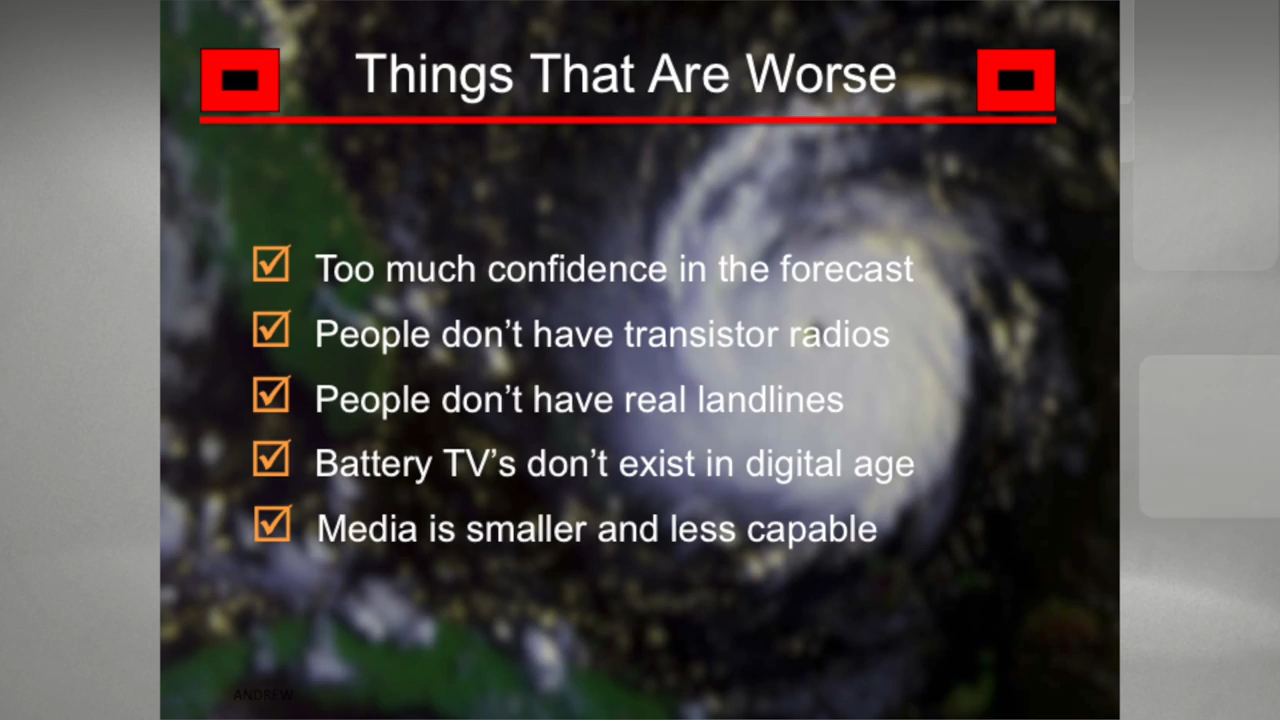 Things That Are Worse
Too much confidence in the forecast
People don’t have transistor radios
People don’t have real landlines
Battery TV’s don’t exist in digital age
Media is smaller and less capable
ANDREW